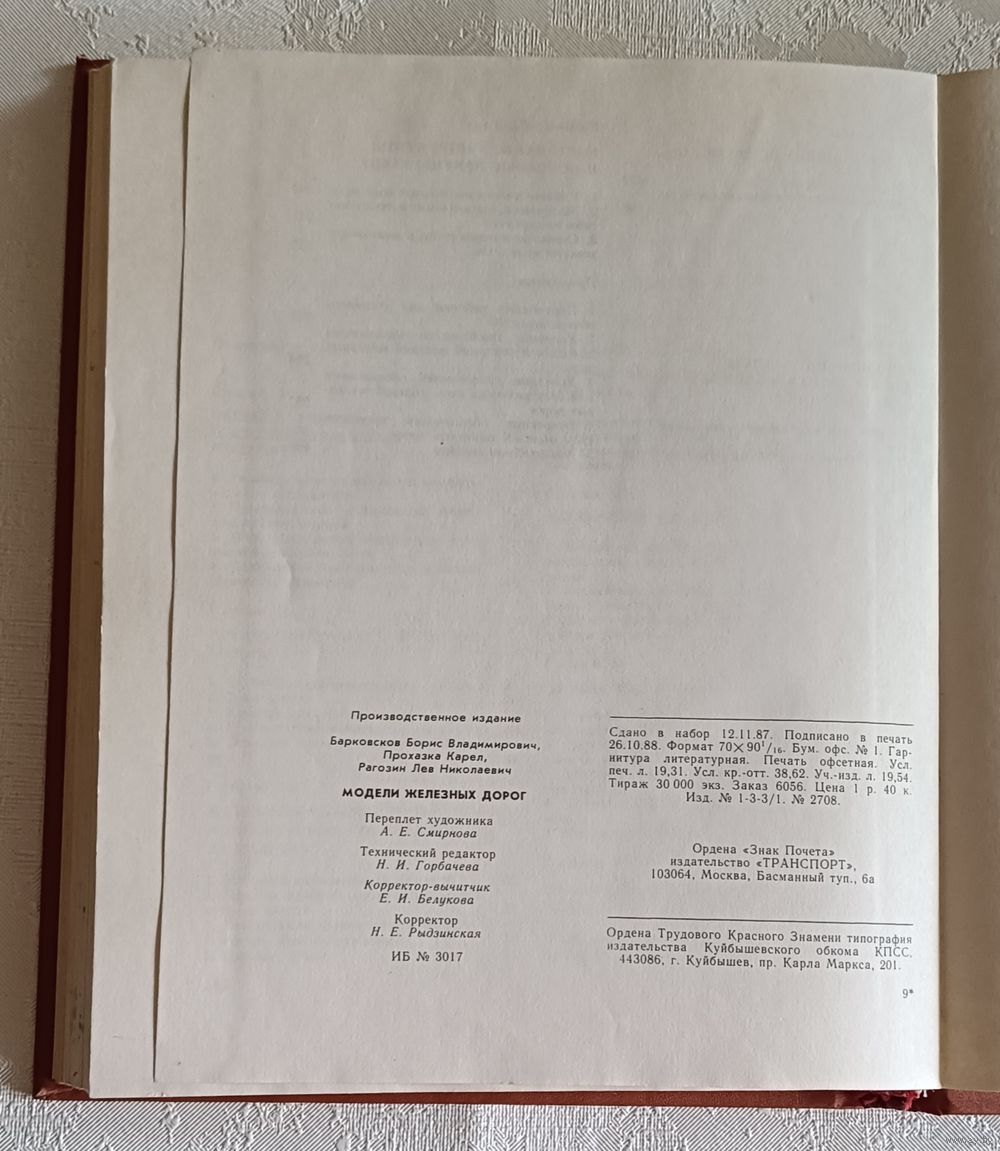 Производственное издание
Барковсков Борис Владимирович,
Прохазка Карел,
Рагозин Лев Николаевич
МОДЕЛИ ЖЕЛЕЗНЫХ ДОРОГ
Переплет художника
А. Е. Смирнова
Технический редактор
Н. И. Горбачева
Корректор-вычитчик
Е. И. Белукова
Корректор
Н. Е. Рыдзинская
ИБ № 3017
Сдано в набор 12.11.87. Подписано в печать
26.10.88. Формат 70×90¹/₁₆. Бум. офс. № 1. Гар-
нитура литературная. Печать офсетная. Усл.
печ. л. 19,31. Усл. кр.-отт. 38,62. Уч.-изд. л. 19,54.
Тираж 30 000 экз. Заказ 6056. Цена 1 р. 40 к.
Изд. № 1-3-3/1. № 2708.
Ордена «Знак Почета»
издательство «ТРАНСПОРТ»,
103064, Москва, Басманный туп., 6а
Ордена Трудового Красного Знамени типография
издательства Куйбышевского обкома КПСС,
443086, г. Куйбышев, пр. Карла Маркса, 201.
9*